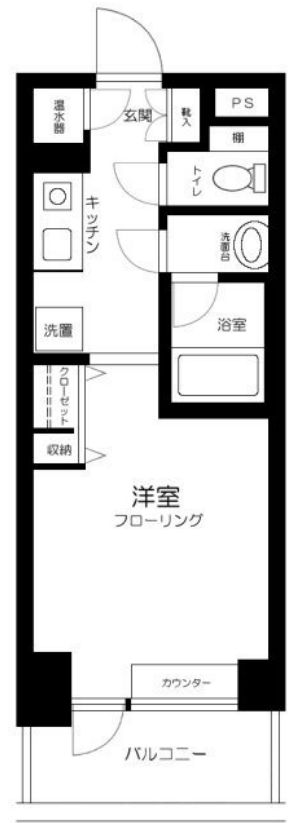 温水器
玄関
靴入
PS
棚
トイレ
キッチン
洗面台
洗置
浴室
クローゼット
収納
洋室
フローリング
カウンター
バルコニー